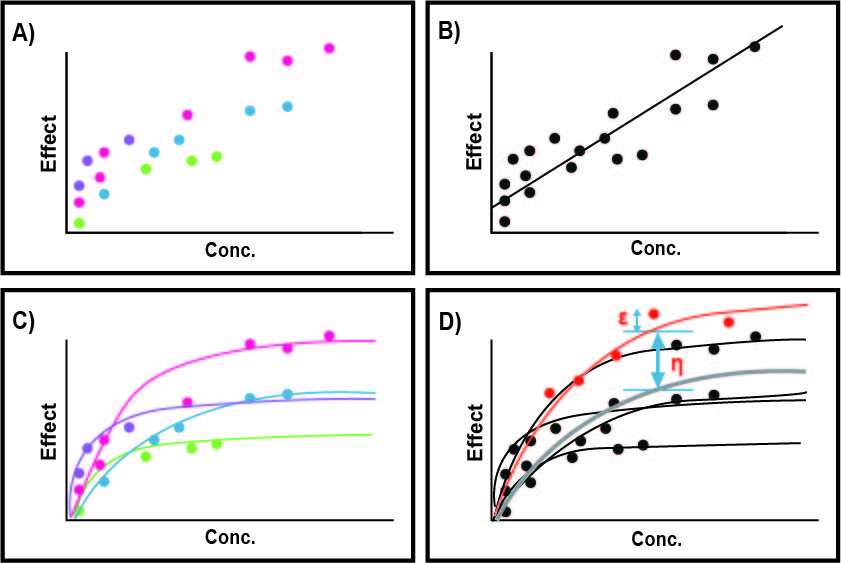 A)
Effect
Conc.
B)
Effect
Conc.
C)
Effect
Conc.
D)
ε
η
Effect
Conc.